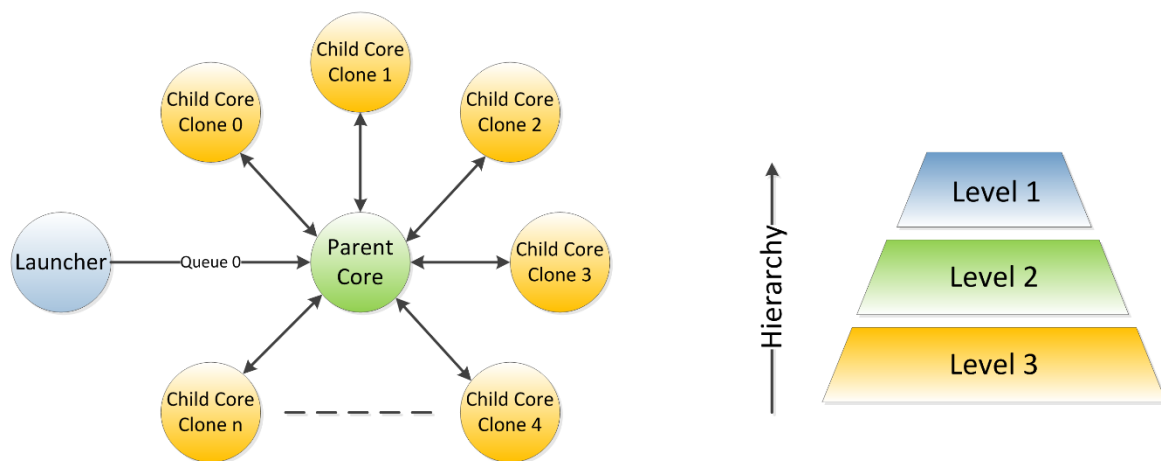 Child Core
Clone 1
Child Core
Clone 0
Child Core
Clone 2
Launcher
Queue 0
Parent
Core
Child Core
Clone 3
Child Core
Clone n
Child Core
Clone 4
Hierarchy
Level 1
Level 2
Level 3